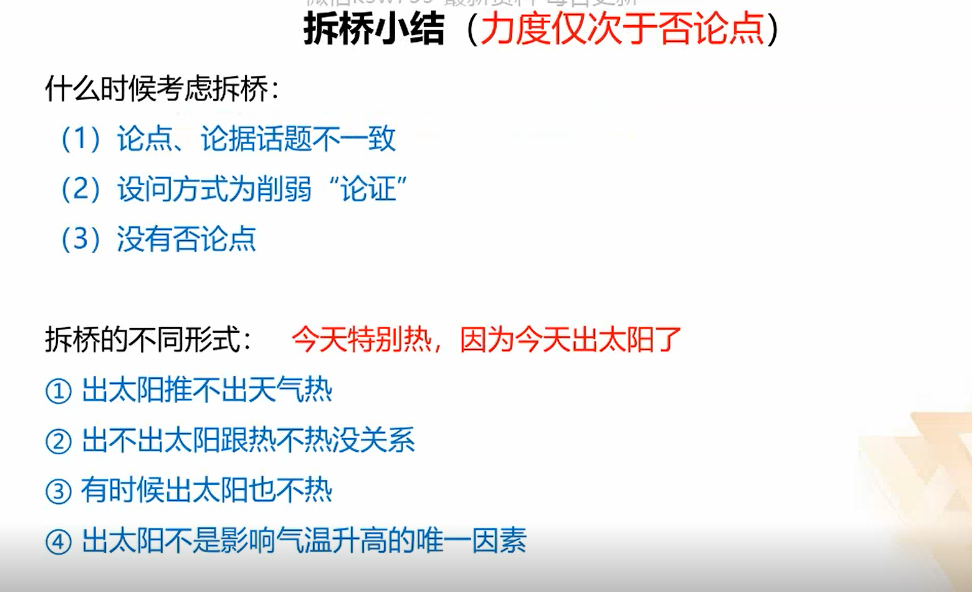 拆桥小结（力度仅次于否论点）
什么时候考虑拆桥：
（1）论点、论据话题不一致
（2）设问方式为削弱“论证”
（3）没有否论点
拆桥的不同形式： 今天特别热，因为今天出太阳了
① 出太阳推不出天气热
② 出不出太阳跟热不热没关系
③ 有时候出太阳也不热
④ 出太阳不是影响气温升高的唯一因素